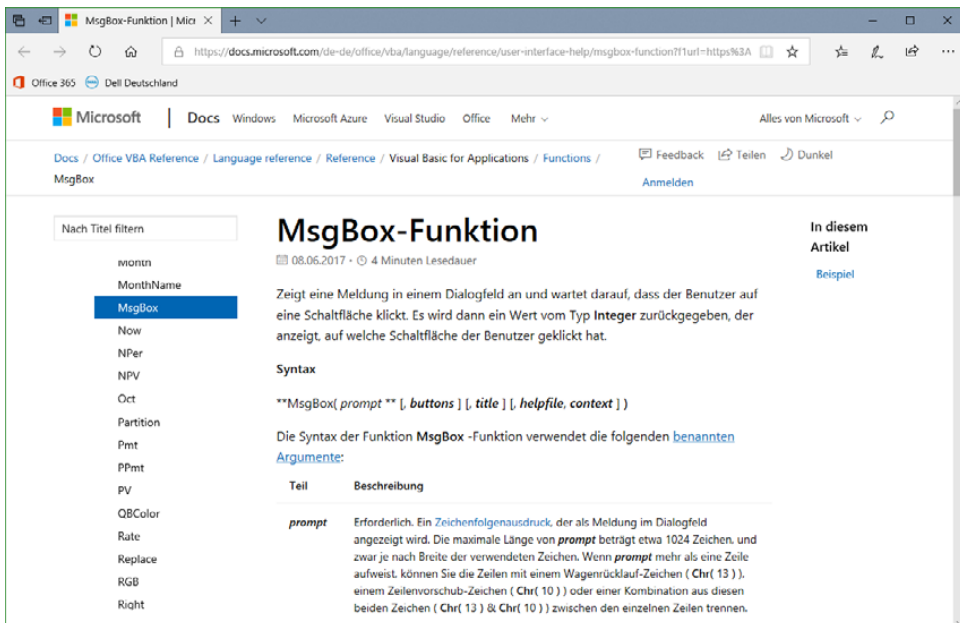 MsgBox-Funktion | Micr
https://docs.microsoft.com/de-de/office/vba/language/reference/user-interface-help/msgbox-function?f1url=https%3A
Office 365 Dell Deutschland
Microsoft Docs Windows Microsoft Azure Visual Studio Office Mehr Alles von Microsoft
Docs / Office VBA Reference / Language reference / Reference / Visual Basic for Applications / Functions /
MsgBox
Feedback Teilen Dunkel
Anmelden
Nach Titel filtern
Month
MonthName
MsgBox
Now
NPer
NPV
Oct
Partition
Pmt
PPmt
PV
QBColor
Rate
Replace
RGB
Right
MsgBox-Funktion
08.06.2017 • 4 Minuten Lesedauer
Zeigt eine Meldung in einem Dialogfeld an und wartet darauf, dass der Benutzer auf
eine Schaltfläche klickt. Es wird dann ein Wert vom Typ Integer zurückgegeben, der
anzeigt, auf welche Schaltfläche der Benutzer geklickt hat.
Syntax
**MsgBox( prompt ** [, buttons ] [, title ] [, helpfile, context ] )
Die Syntax der Funktion MsgBox -Funktion verwendet die folgenden benannten
Argumente:
Teil Beschreibung
prompt Erforderlich. Ein Zeichenfolgenausdruck, der als Meldung im Dialogfeld
angezeigt wird. Die maximale Länge von prompt beträgt etwa 1024 Zeichen, und
zwar je nach Breite der verwendeten Zeichen. Wenn prompt mehr als eine Zeile
aufweist, können Sie die Zeilen mit einem Wagenrücklauf-Zeichen ( Chr( 13 ) ),
einem Zeilenvorschub-Zeichen ( Chr( 10 ) ) oder einer Kombination aus diesen
beiden Zeichen ( Chr( 13 ) & Chr( 10 ) ) zwischen den einzelnen Zeilen trennen.
In diesem
Artikel
Beispiel